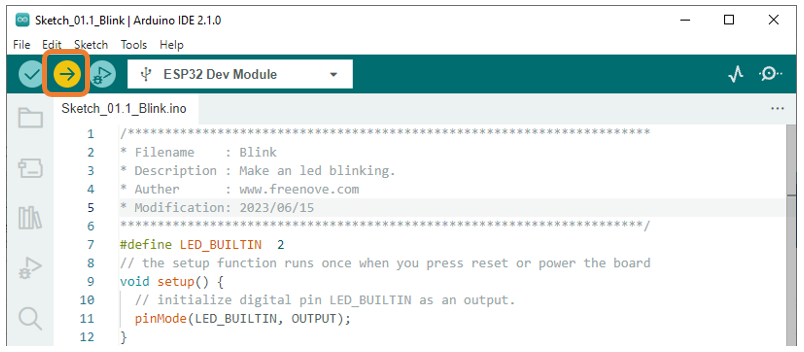 Sketch_01.1_Blink | Arduino IDE 2.1.0
File Edit Sketch Tools Help
ESP32 Dev Module
Sketch_01.1_Blink.ino
1 /**********************************************************************
2 * Filename    : Blink
3 * Description : Make an led blinking.
4 * Auther      : www.freenove.com
5 * Modification: 2023/06/15
6 **********************************************************************/
7 #define LED_BUILTIN  2
8 // the setup function runs once when you press reset or power the board
9 void setup() {
10   // initialize digital pin LED_BUILTIN as an output.
11   pinMode(LED_BUILTIN, OUTPUT);
12 }